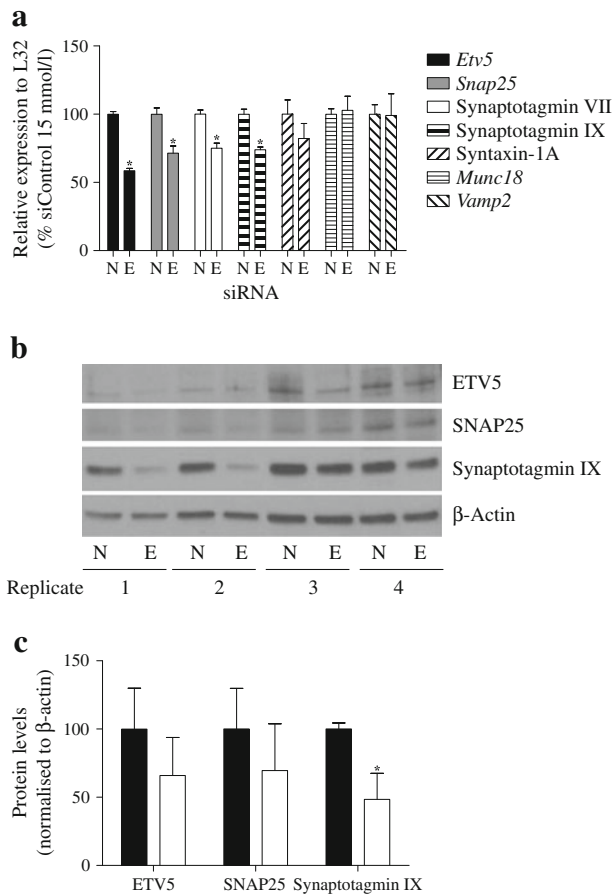 a
Relative expression to L32
(% siControl 15 mmol/l)
150
100
50
0
* * * *
N E N E N E N E N E N E N E
siRNA
Etv5
Snap25
Synaptotagmin VII
Synaptotagmin IX
Syntaxin-1A
Munc18
Vamp2
b
ETV5
SNAP25
Synaptotagmin IX
β-Actin
N E N E N E N E
Replicate 1 2 3 4
c
Protein levels
(normalised to β-actin)
150
100
50
0
*
ETV5 SNAP25 Synaptotagmin IX